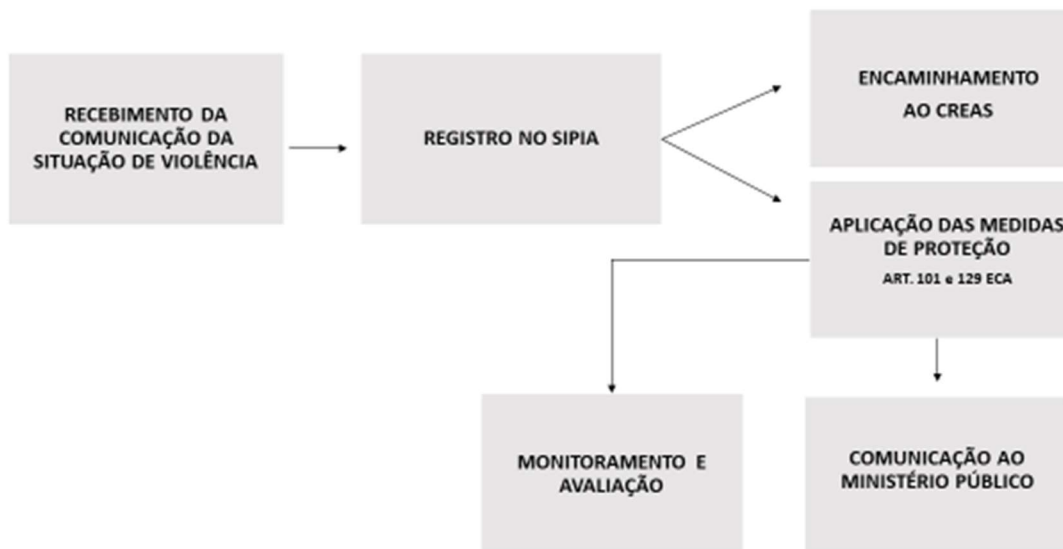 RECEBIMENTO DA
COMUNICAÇÃO DA
SITUAÇÃO DE VIOLÊNCIA
REGISTRO NO SIPIA
ENCAMINHAMENTO
AO CREAS
APLICAÇÃO DAS MEDIDAS
DE PROTEÇÃO
ART. 101 e 129 ECA
MONITORAMENTO E
AVALIAÇÃO
COMUNICAÇÃO AO
MINISTÉRIO PÚBLICO